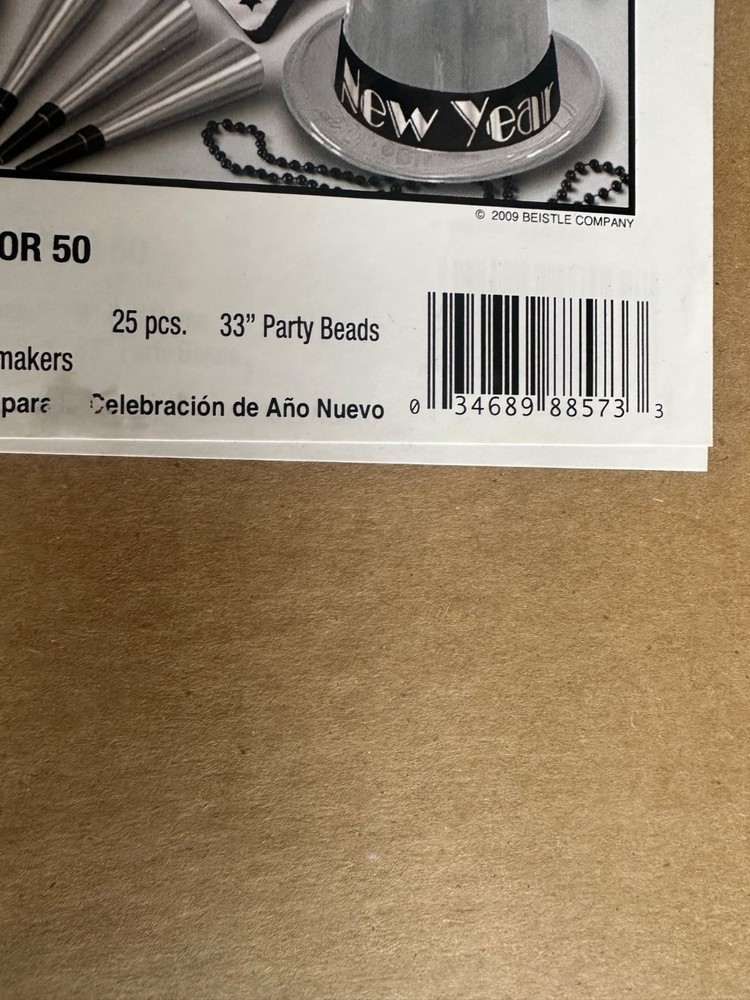 New Year
© 2009 BEISTLE COMPANY
OR 50
25 pcs. 33” Party Beads
makers
para Celebración de Año Nuevo
0 34689 88573 3